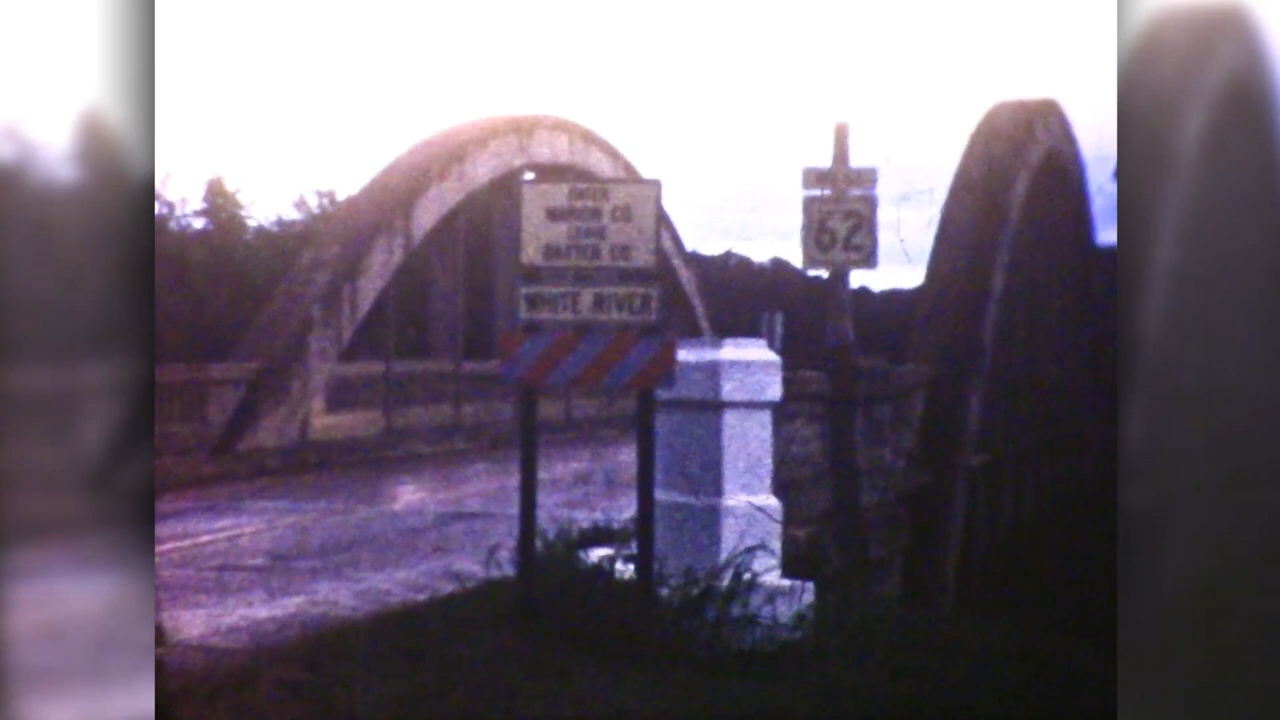 ENTER
MARION CO.
LEAVE
BAXTER CO.
WHITE RIVER
62